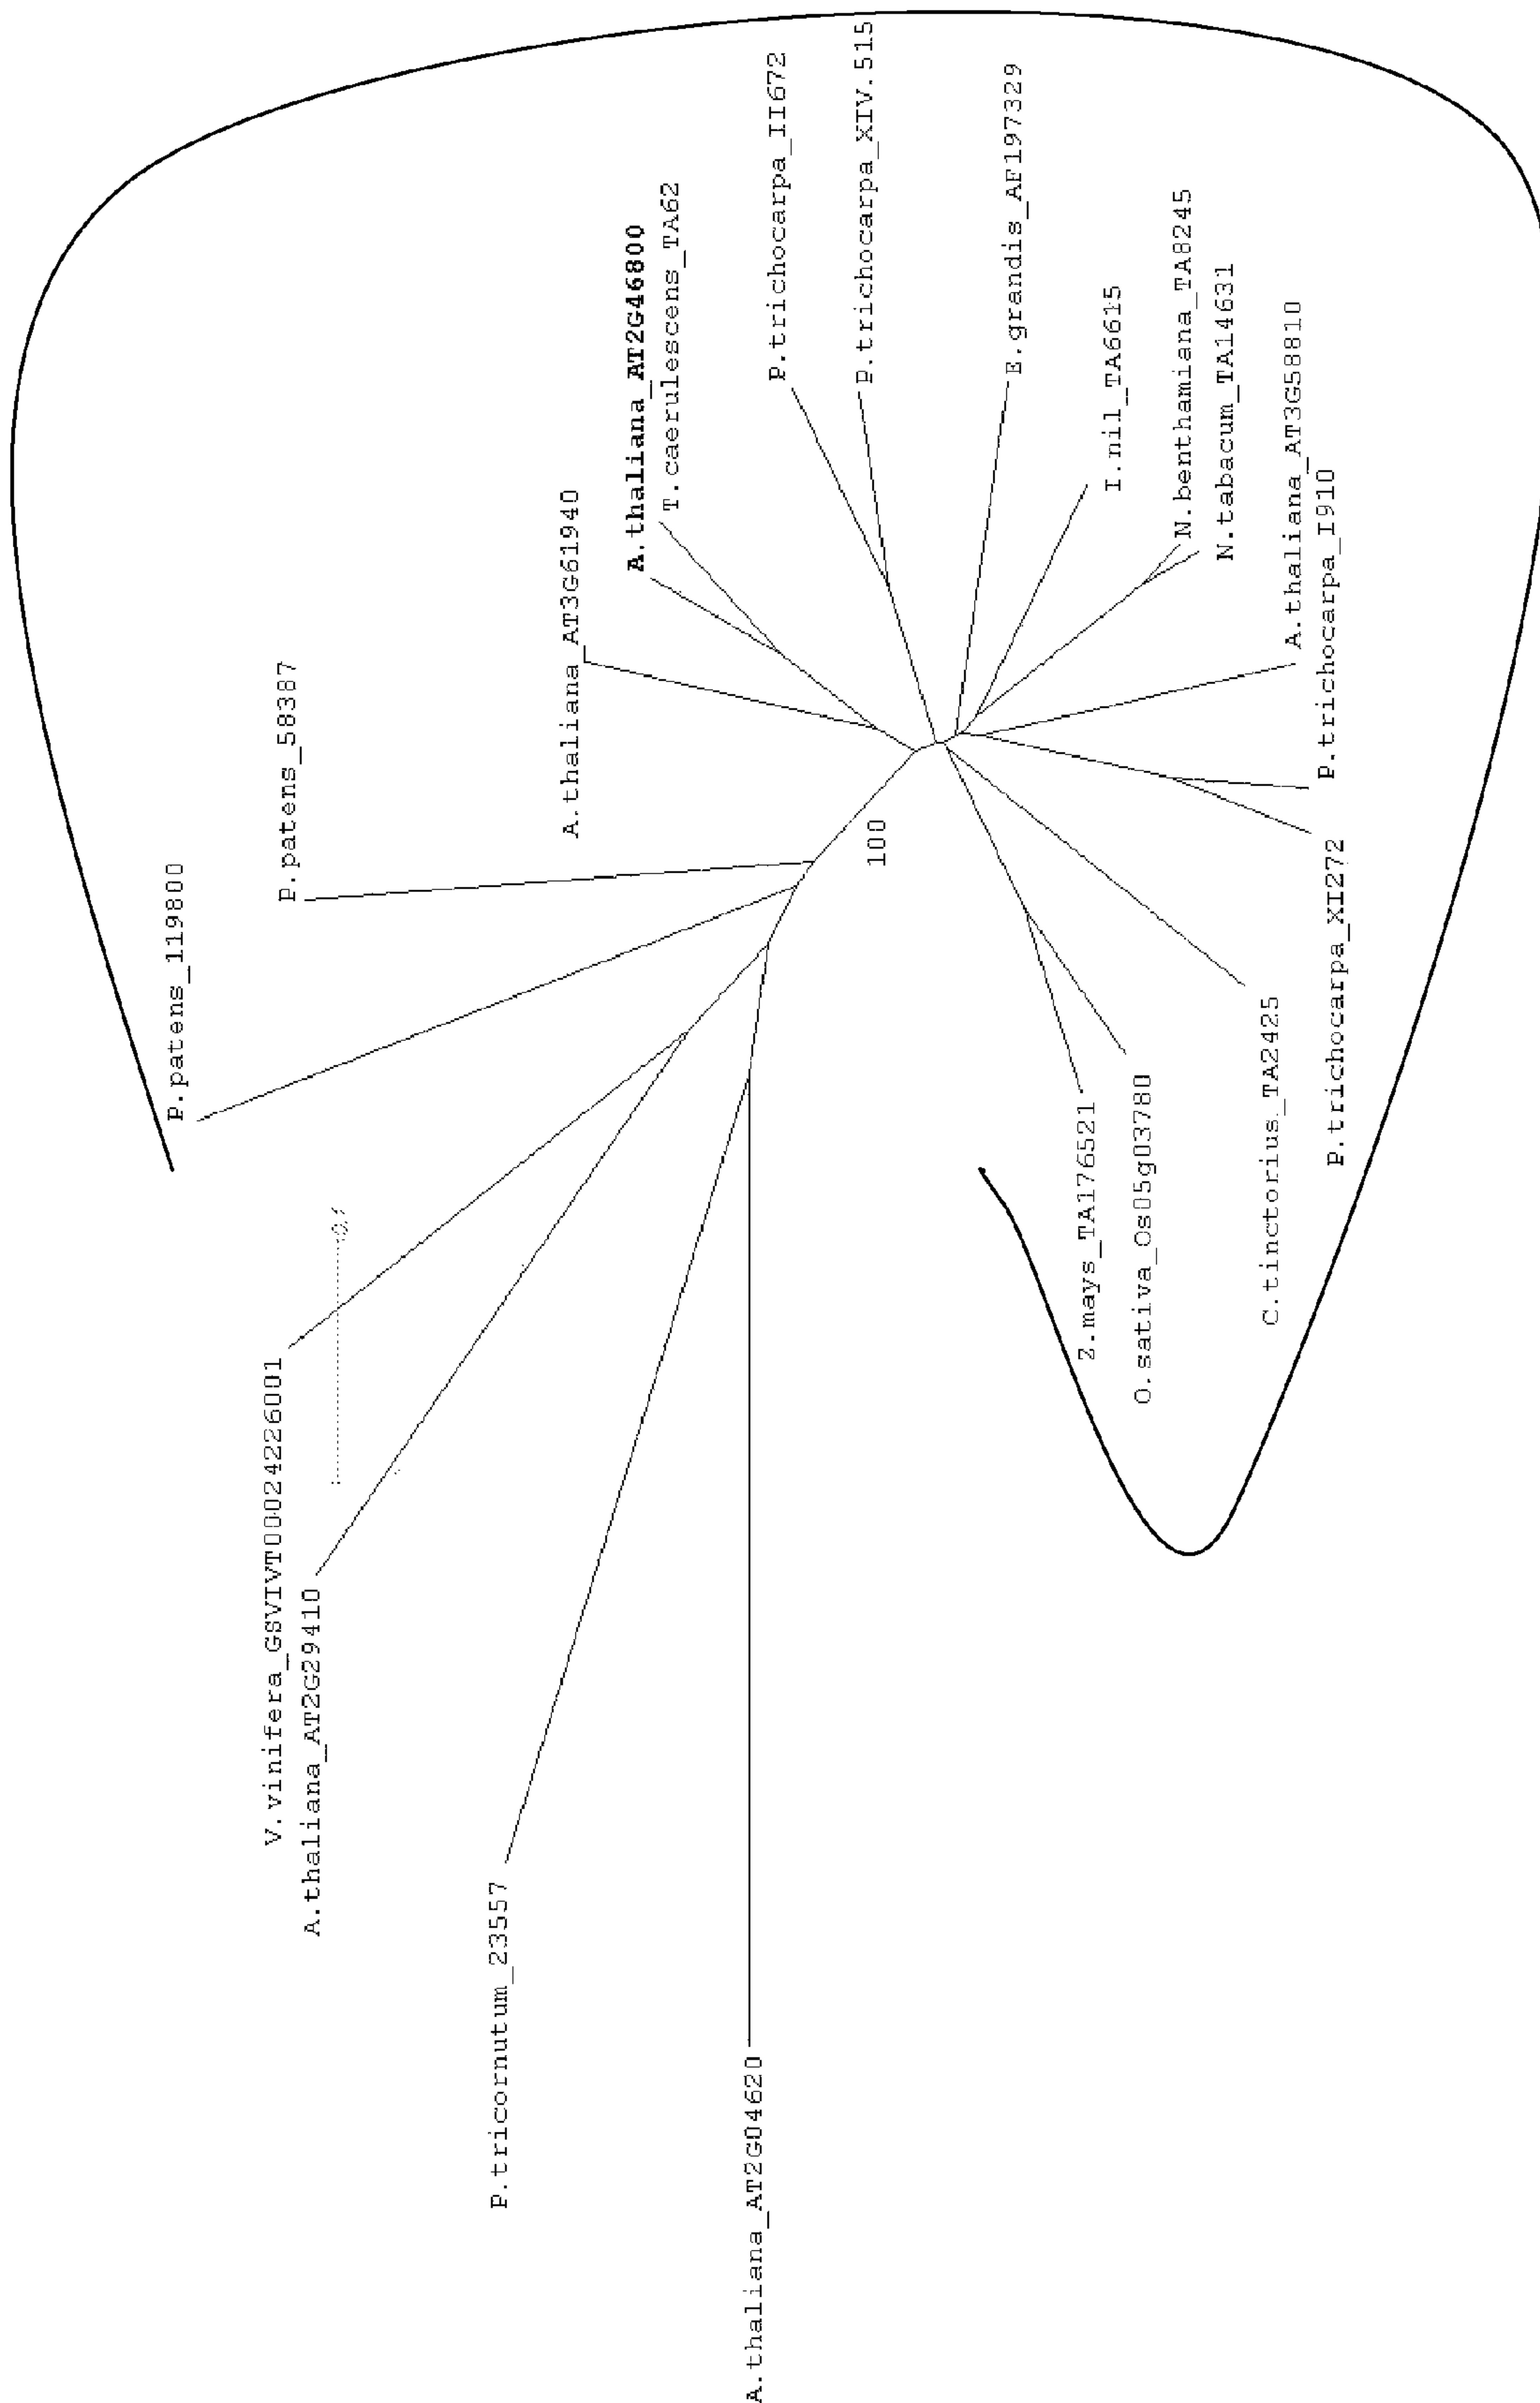 P.patens_119800
P.patens_58387
A.thaliana_AT3G61940
A.thaliana_AT2G46800
T.caerulescens_TA62
P.trichocarpa_II672
P.trichocarpa_XIV.515
E.grandis_AF197329
I.nil_TA6615
N.benthamiana_TA8245
N.tabacum_TA14631
A.thaliana_AT3G58810
P.trichocarpa_I910
P.trichocarpa_XI272
C.tinctorius_TA2425
O.sativa_Os05g03780
Z.mays_TA176521
100
V.vinifera_GSVIVT00024226001
A.thaliana_AT2G29410
P.tricornutum_23557
A.thaliana_AT2G04620